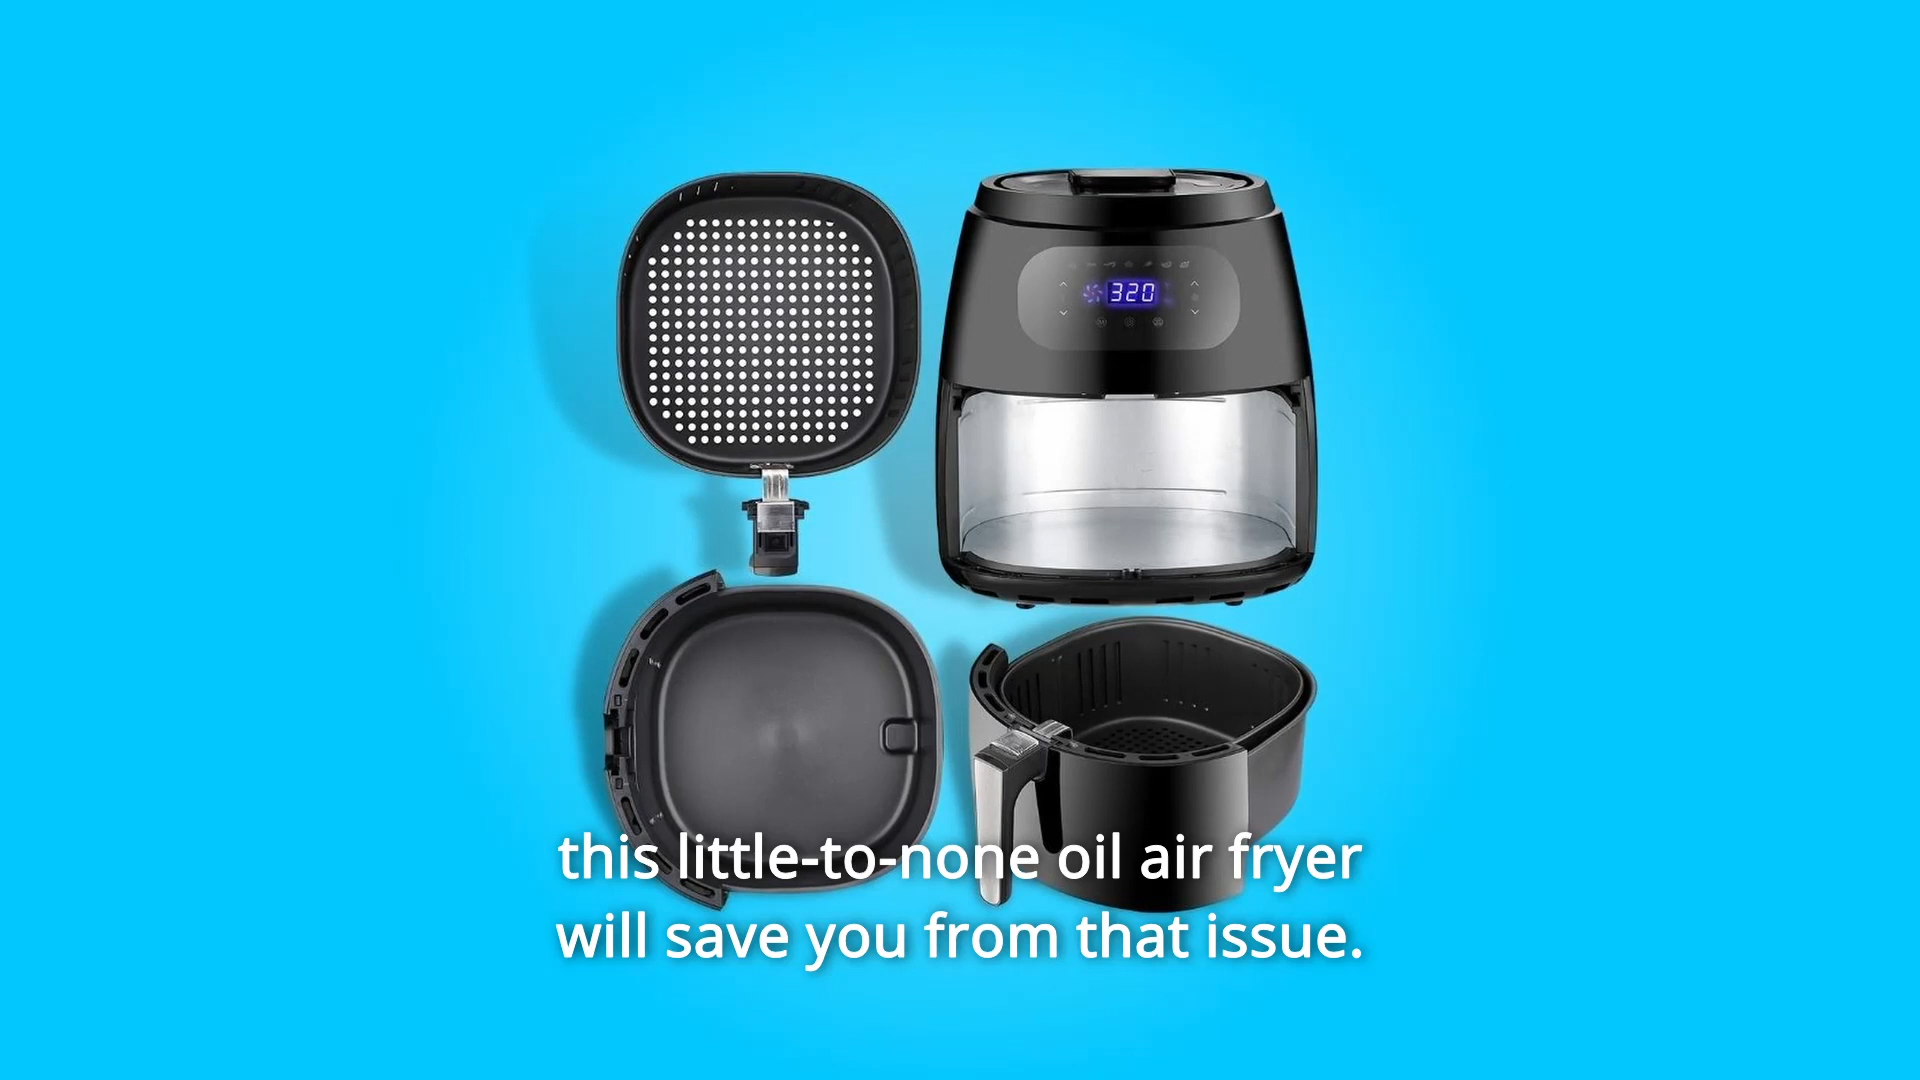 320
this little-to-none oil air fryer
will save you from that issue.